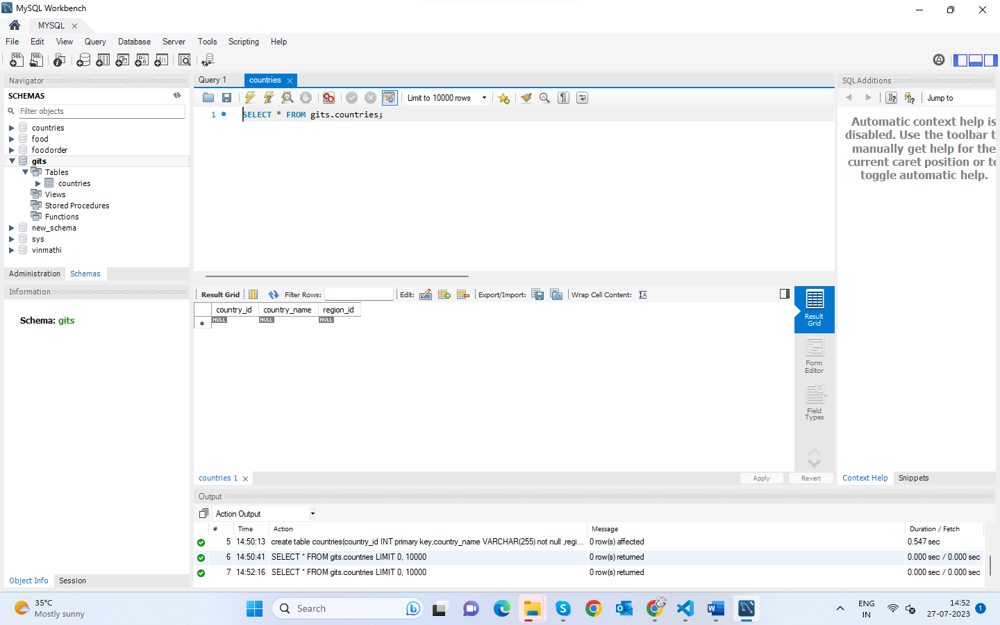 MySQL Workbench
MYSQL
File Edit View Query Database Server Tools Scripting Help
Navigator
SCHEMAS
Filter objects
countries
food
foodorder
gits
Tables
countries
Views
Stored Procedures
Functions
new_schema
sys
vinmathi
Administration Schemas
Information
Schema: gits
Object Info Session
Query 1 countries
Limit to 10000 rows
1 SELECT * FROM gits.countries;
Result Grid Filter Rows: Edit: Export/Import: Wrap Cell Content:
country_id country_name region_id
NULL NULL NULL
Result
Grid
Form
Editor
Field
Types
countries 1 Apply Revert
SQLAdditions
Jump to
Automatic context help is
disabled. Use the toolbar t
manually get help for the
current caret position or to
toggle automatic help.
Context Help Snippets
Output
Action Output
# Time Action Message Duration / Fetch
5 14:50:13 create table countries(country_id INT primary key,country_name VARCHAR(255) not null ,regi... 0 row(s) affected 0.547 sec
6 14:50:41 SELECT * FROM gits.countries LIMIT 0, 10000 0 row(s) returned 0.000 sec / 0.000 sec
7 14:52:16 SELECT * FROM gits.countries LIMIT 0, 10000 0 row(s) returned 0.000 sec / 0.000 sec
35°C
Mostly sunny
Search
ENG
IN
14:52
27-07-2023
1